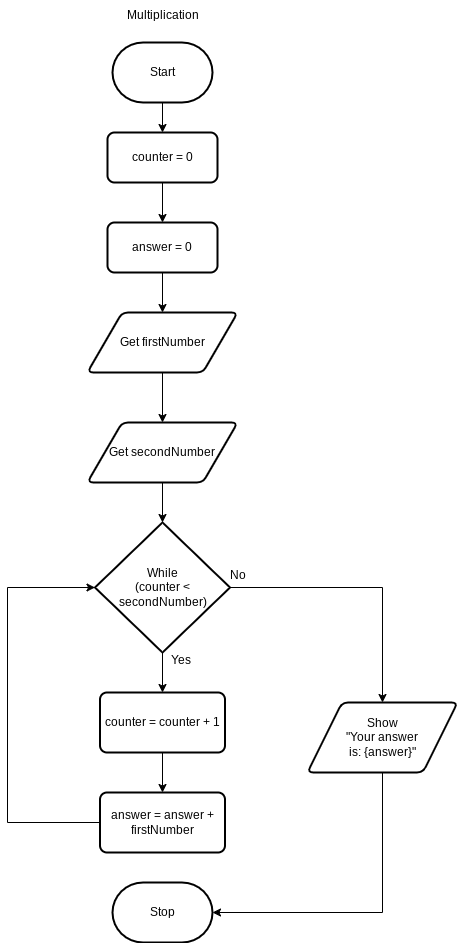 Multiplication
Start
counter = 0
answer = 0
Get firstNumber
Get secondNumber
While
(counter <
secondNumber)
No
Yes
counter = counter + 1
Show
"Your answer
is: {answer}"
answer = answer +
firstNumber
Stop